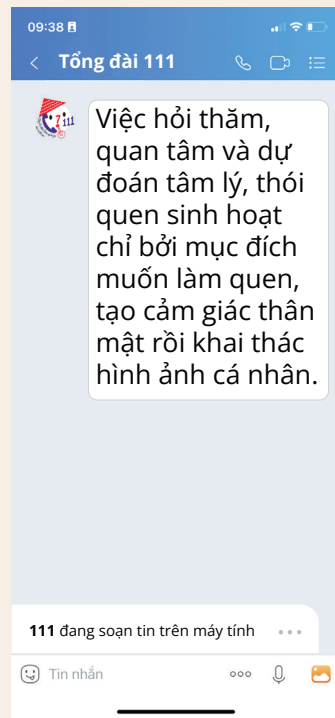 09:38
Tổng đài 111
Việc hỏi thăm,
quan tâm và dự
đoán tâm lý, thói
quen sinh hoạt
chỉ bởi mục đích
muốn làm quen,
tạo cảm giác thân
mật rồi khai thác
hình ảnh cá nhân.
111 đang soạn tin trên máy tính
Tin nhắn